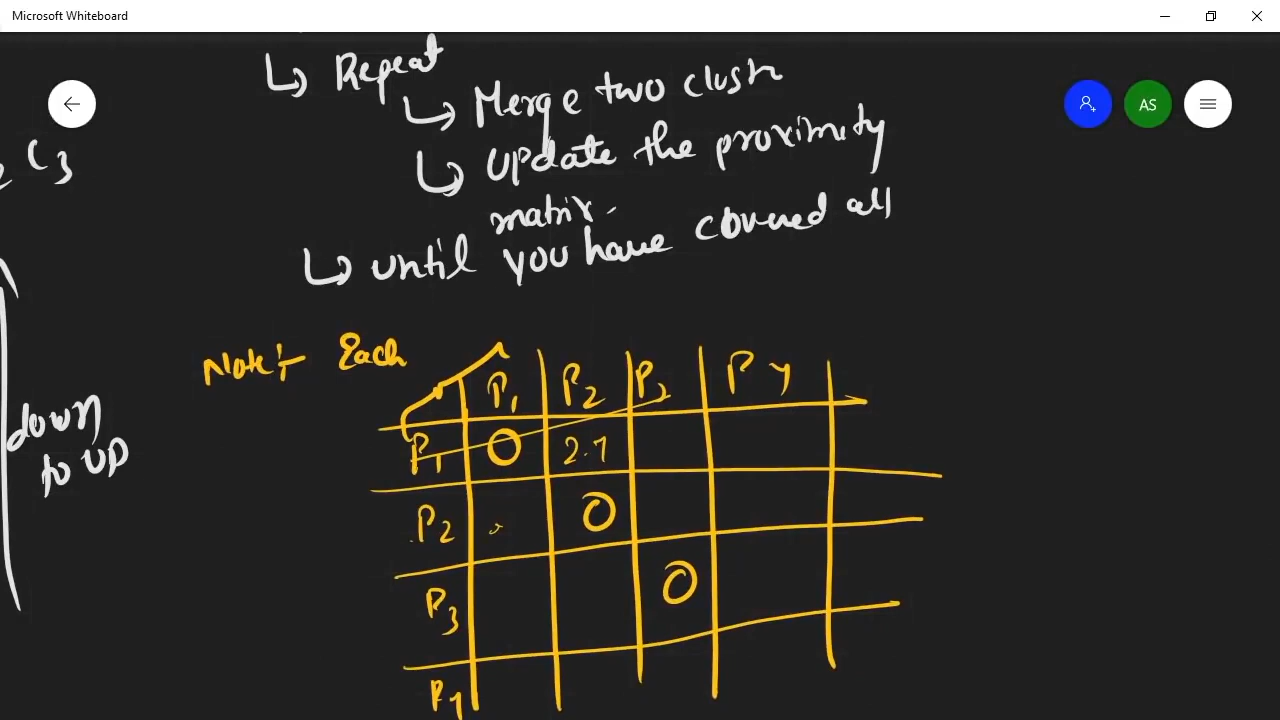 Microsoft Whiteboard
↳ Repeat
↳ Merge two clust
AS
↳ Update the proximity
C3
matrix.
↳ until you have covered all
Note:- Each
P1 P2 P3 P4
P1 0 2.7
down
to UP
P2 0
P3 0
P4